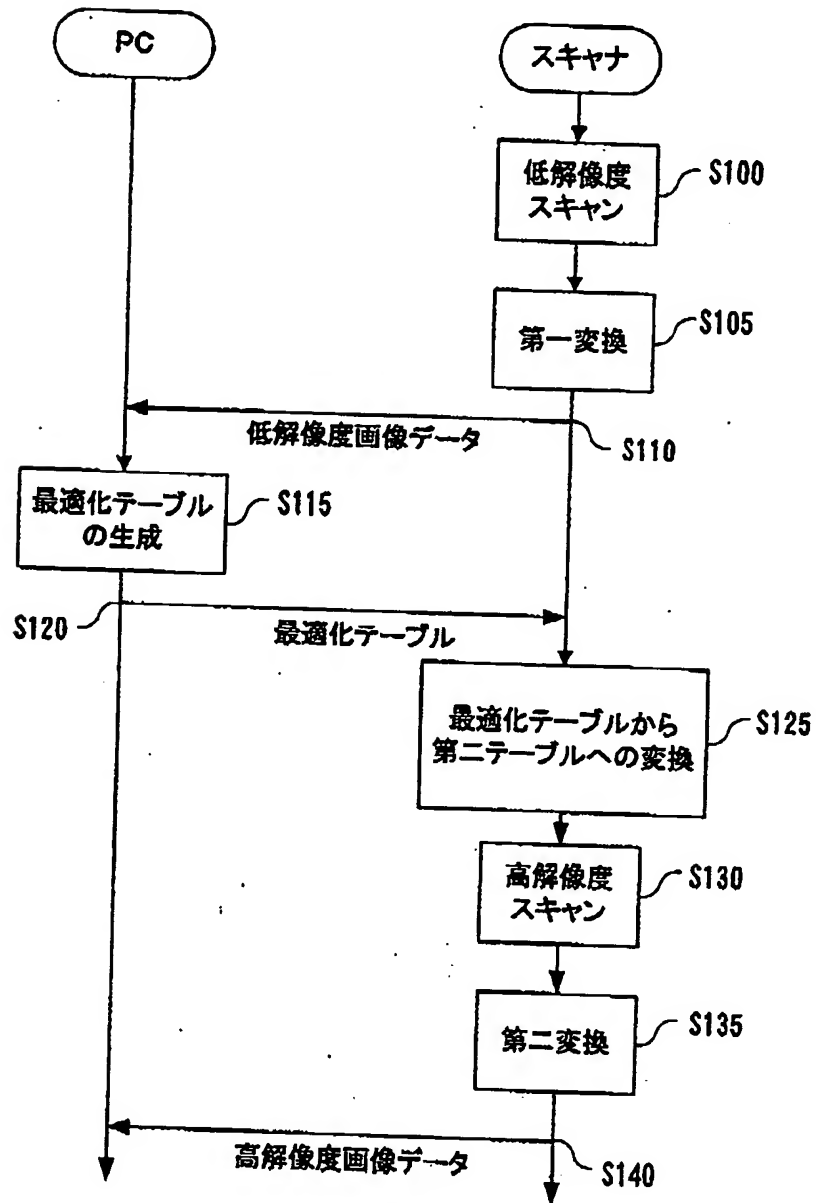 PC
スキャナ
低解像度
スキャン
S100
第一変換
S105
低解像度画像データ
S110
最適化テーブル
の生成
S115
S120
最適化テーブル
最適化テーブルから
第二テーブルへの変換
S125
高解像度
スキャン
S130
第二変換
S135
高解像度画像データ
S140